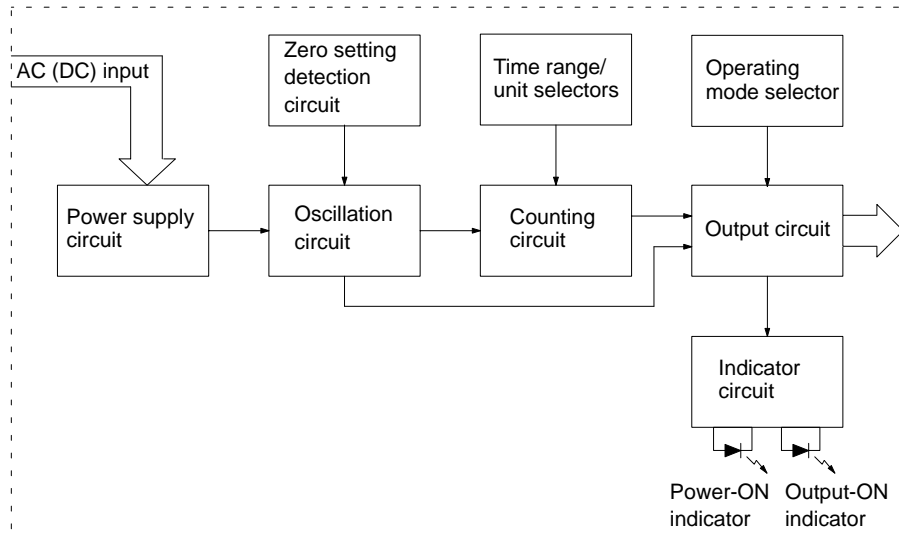 AC (DC) input
Zero setting
detection
circuit
Time range/
unit selectors
Operating
mode selector
Power supply
circuit
Oscillation
circuit
Counting
circuit
Output circuit
Indicator
circuit
Power-ON
indicator
Output-ON
indicator